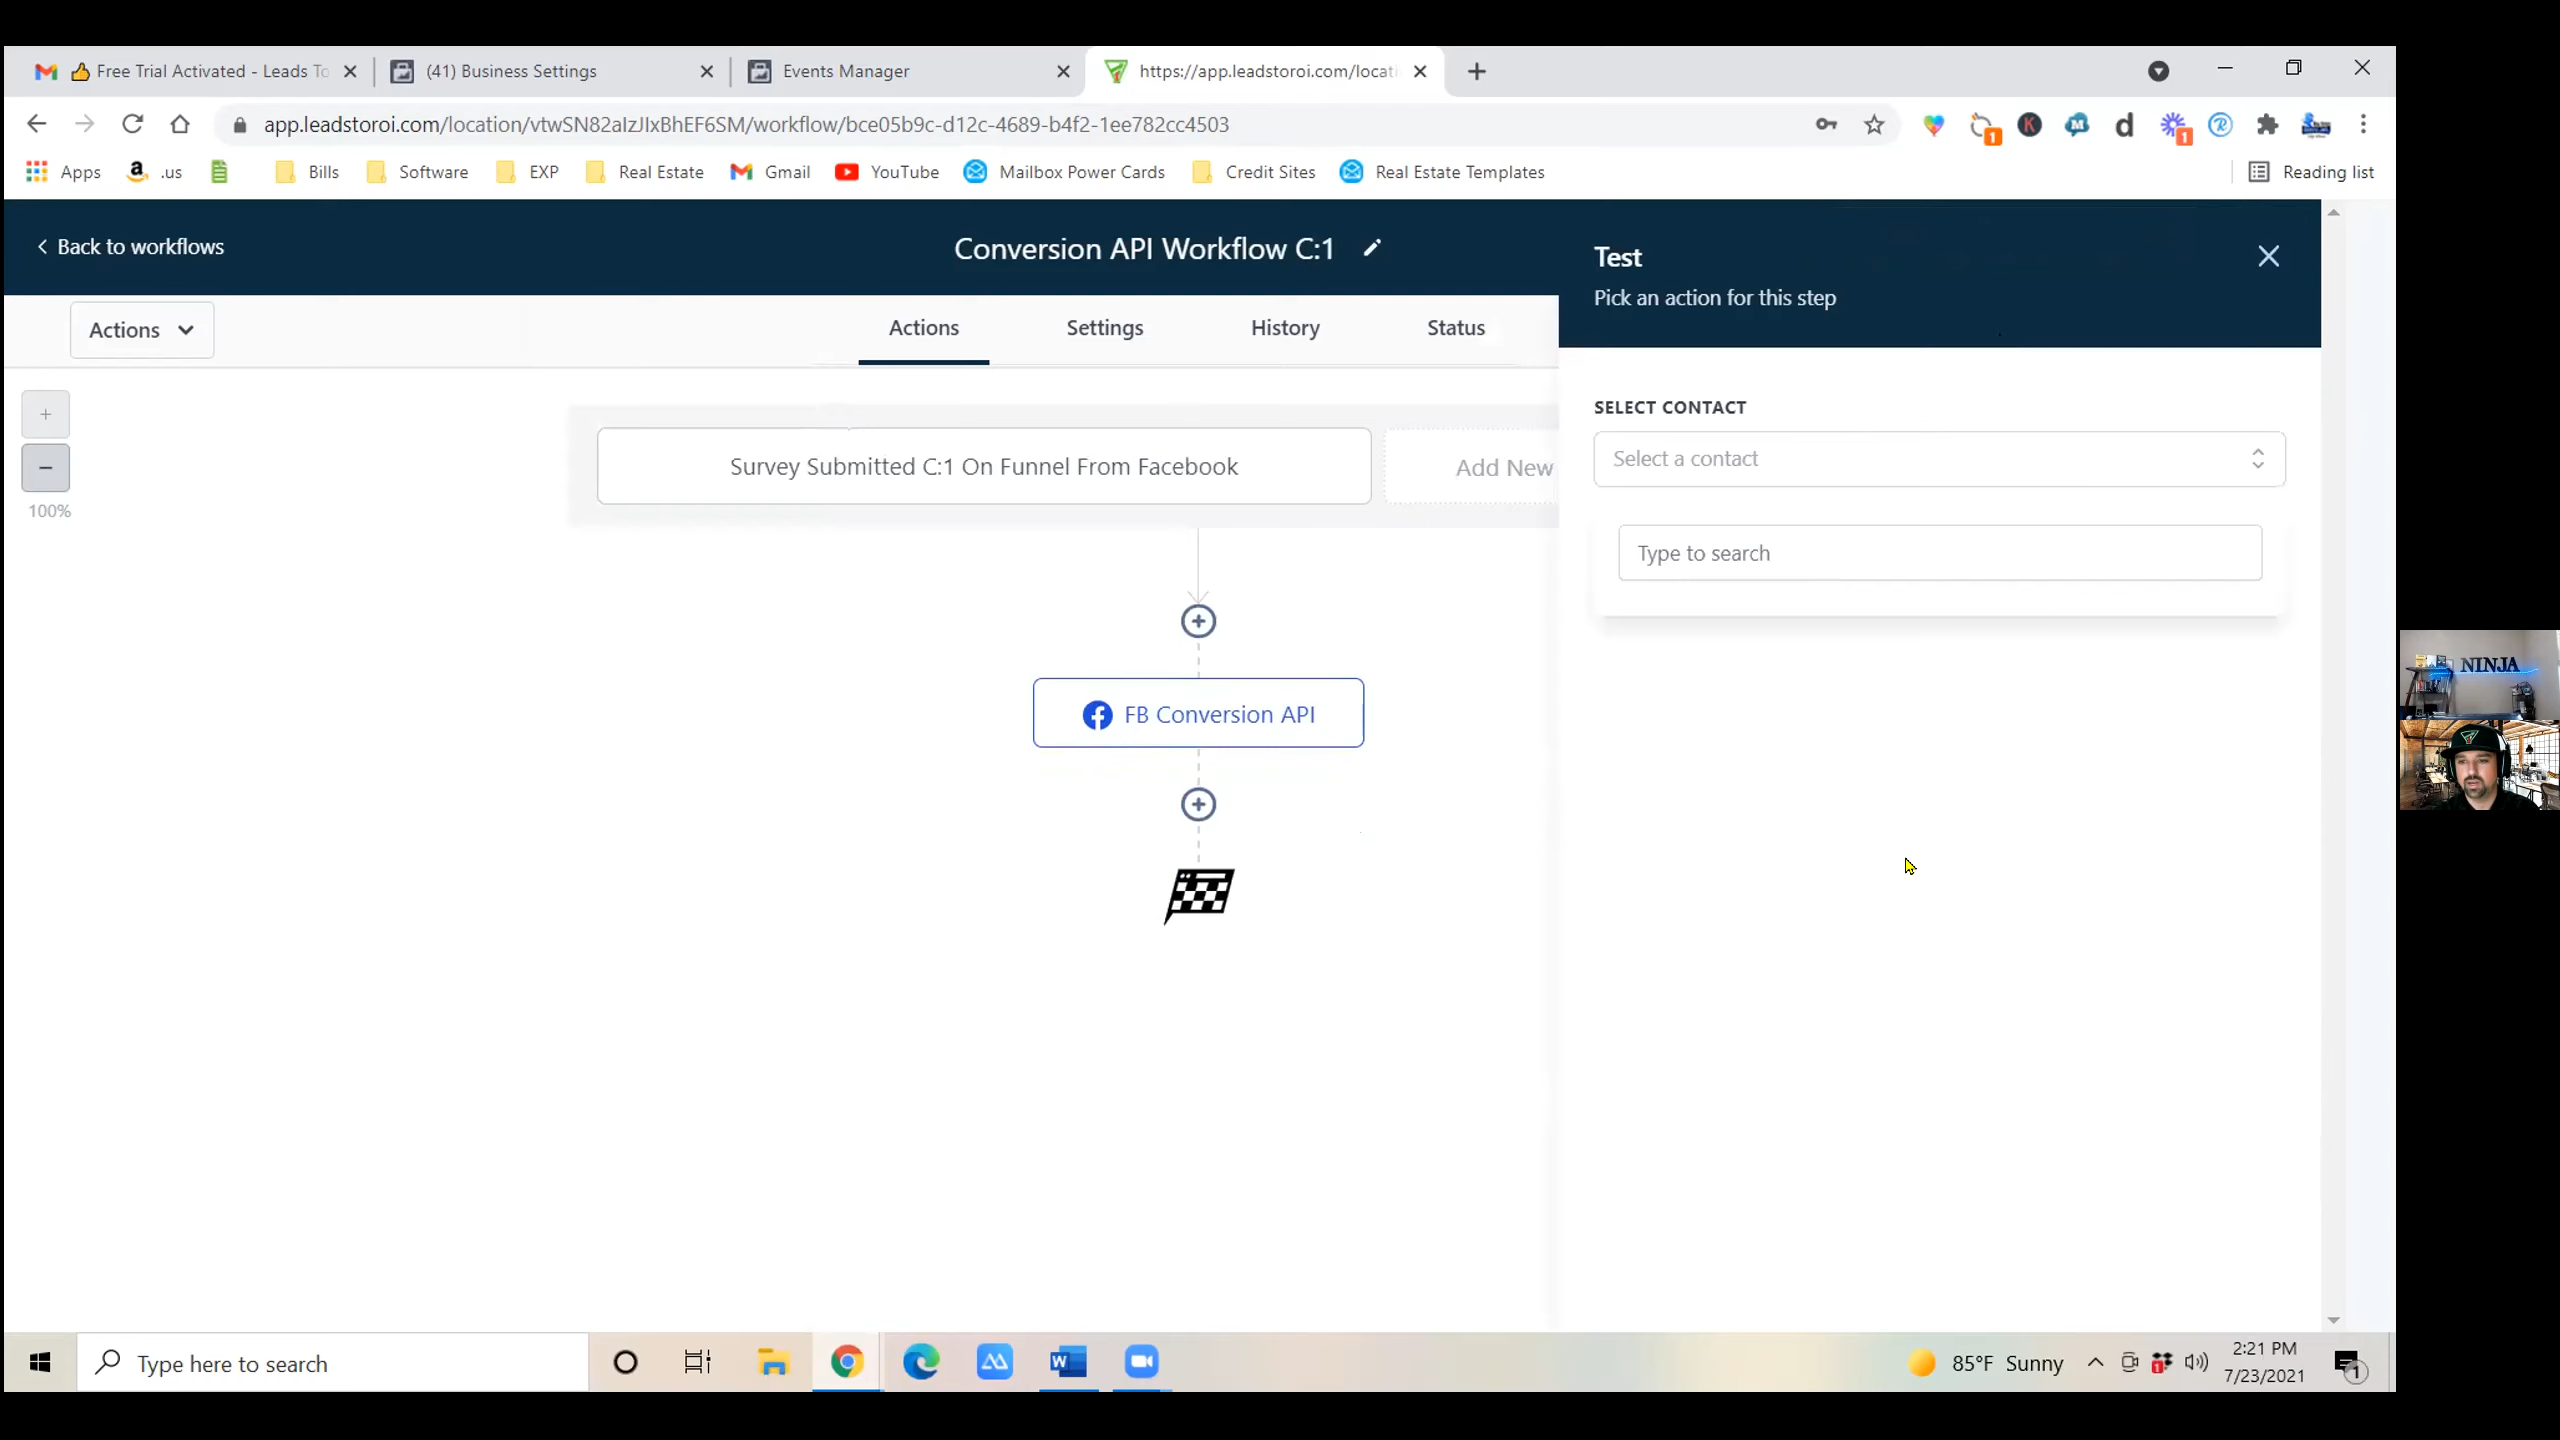 Free Trial Activated - Leads To
(41) Business Settings
Events Manager
https://app.leadstoroi.com/locati
app.leadstoroi.com/location/vtwSN82aIzJIxBhEF6SM/workflow/bce05b9c-d12c-4689-b4f2-1ee782cc4503
Apps
.us
Bills
Software
EXP
Real Estate
Gmail
YouTube
Mailbox Power Cards
Credit Sites
Real Estate Templates
Reading list
Back to workflows
Conversion API Workflow C:1
Test
Pick an action for this step
Actions
Actions
Settings
History
Status
SELECT CONTACT
Select a contact
Type to search
100%
Survey Submitted C:1 On Funnel From Facebook
Add New
FB Conversion API
NINJA
Type here to search
85°F Sunny
2:21 PM
7/23/2021